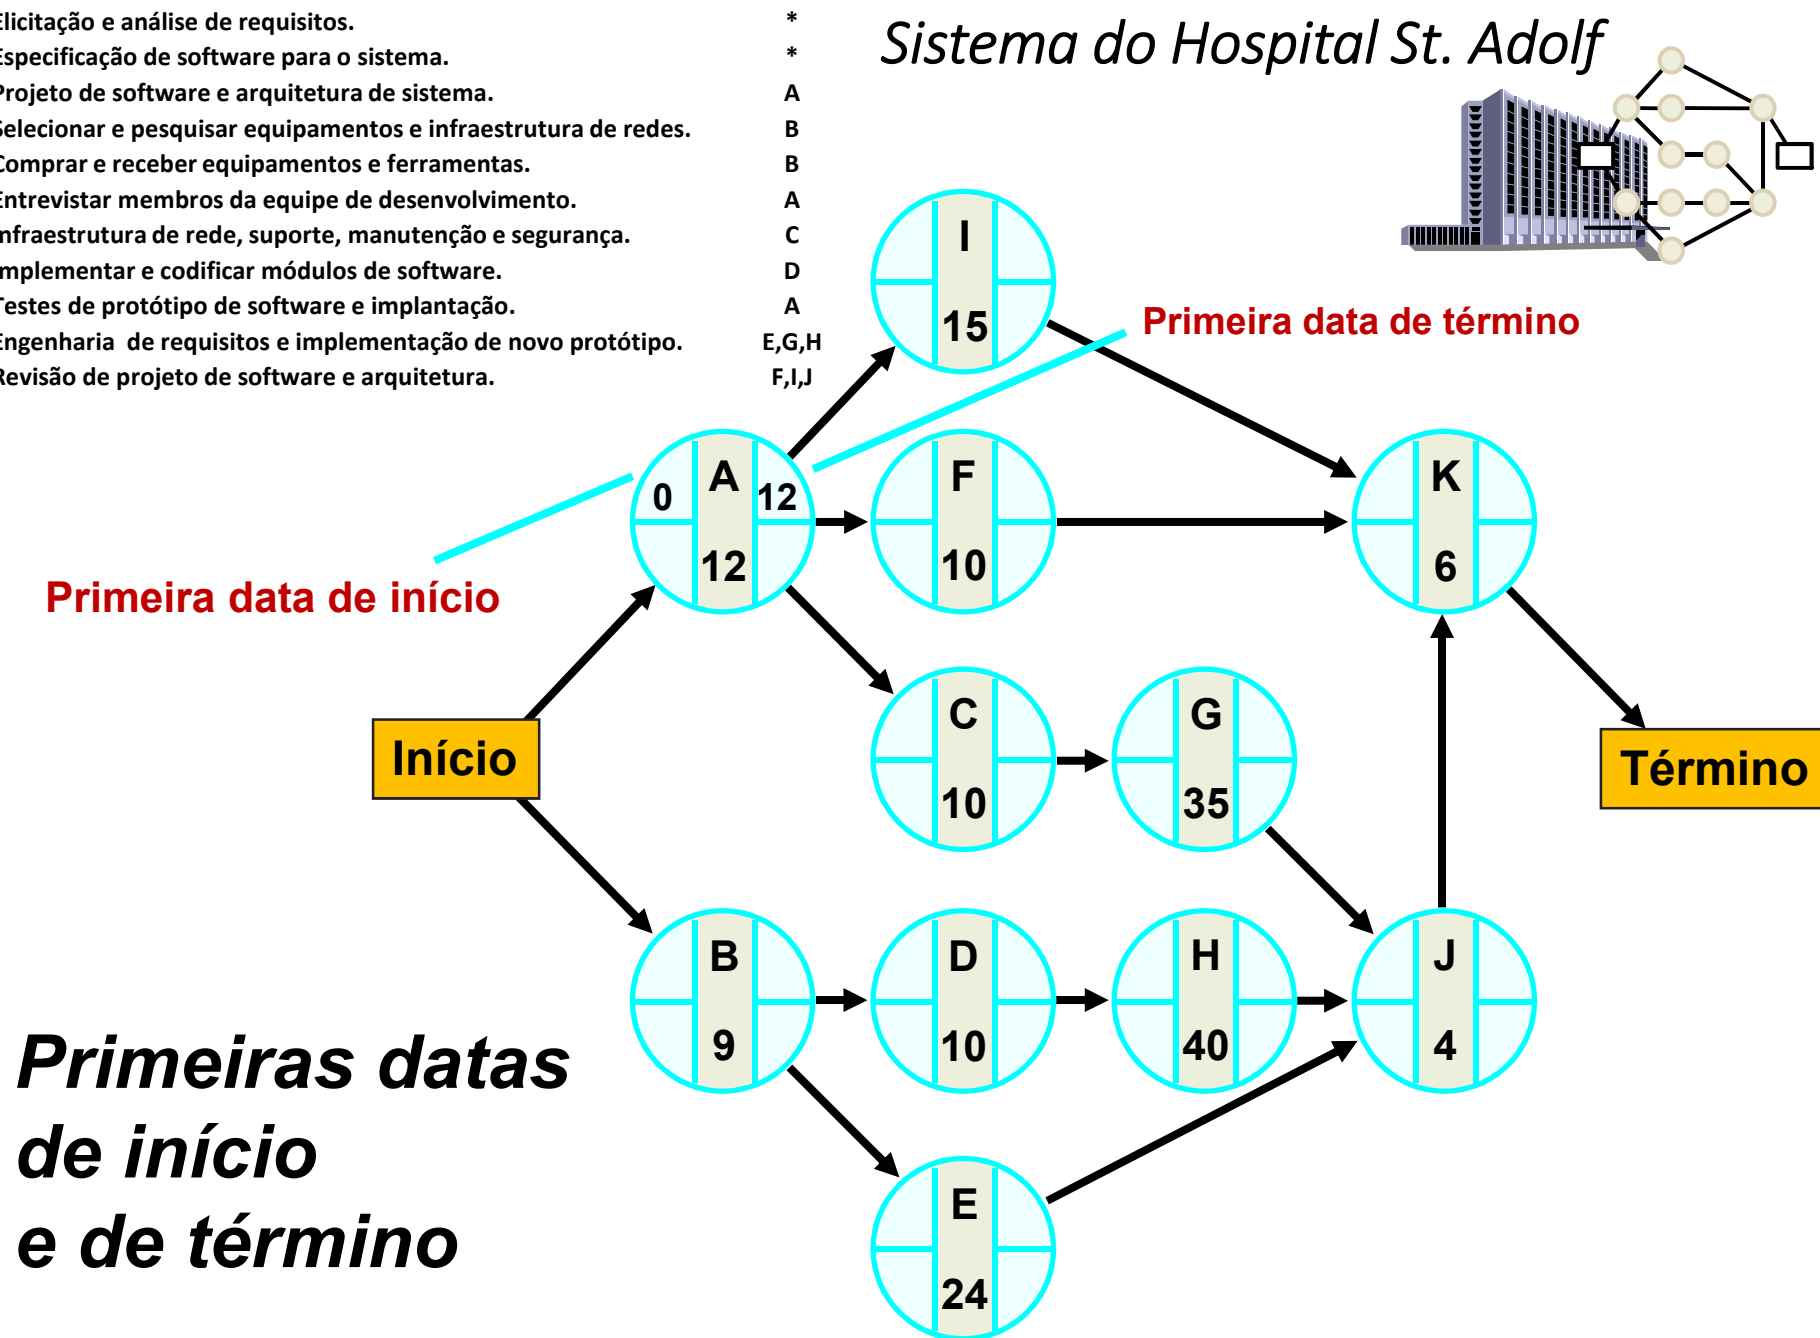 Elicitação e análise de requisitos. *
Especificação de software para o sistema. *
Projeto de software e arquitetura de sistema. A
Selecionar e pesquisar equipamentos e infraestrutura de redes. B
Comprar e receber equipamentos e ferramentas. B
Entrevistar membros da equipe de desenvolvimento. A
Infraestrutura de rede, suporte, manutenção e segurança. C
Implementar e codificar módulos de software. D
Testes de protótipo de software e implantação. A
Engenharia de requisitos e implementação de novo protótipo. E,G,H
Revisão de projeto de software e arquitetura. F,I,J
Sistema do Hospital St. Adolf
I
15
Primeira data de término
0 A 12
12
F
10
K
6
Primeira data de início
C
10
G
35
Início
Término
B
9
D
10
H
40
J
4
E
24
Primeiras datas
de início
e de término